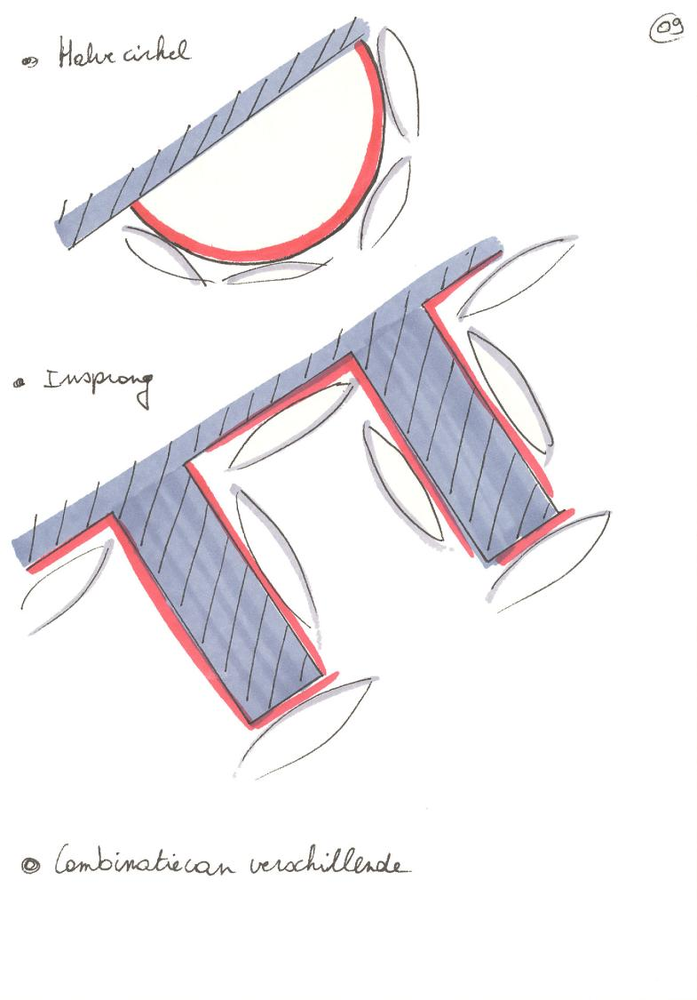 09
Halve cirkel
Insprong
Combinatie van verschillende